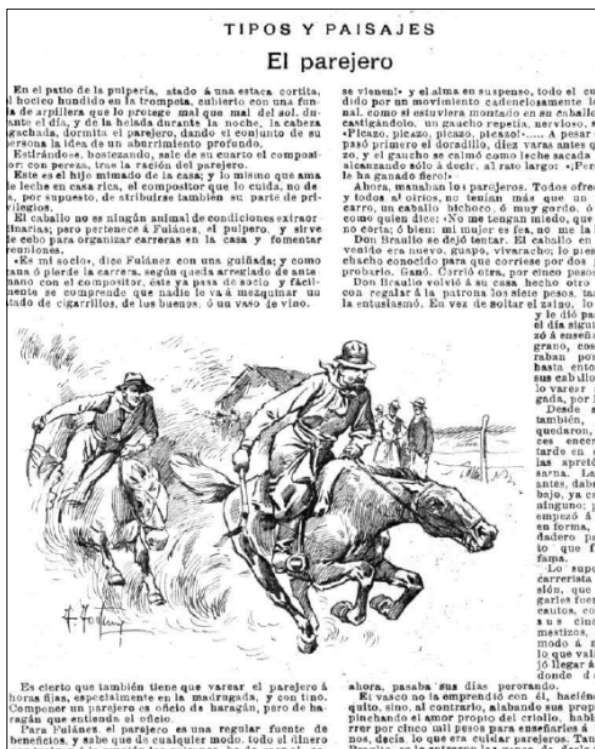 TIPOS Y PAISAJES
El parejero
En el patio de la pulpería, atado á una estaca cortita,
l hocico hundido en la trompeta, cubierto con una fun-
a de arpillera que lo protege mal que mal del sol, du-
ante el día, y de la helada durante la noche, la cabeza
gachada, dormita el parejero, dando el conjunto de su
ersona la idea de un aburrimiento profundo.
Estirándose, bostezando, sale de su cuarto el composi-
or: con pereza, trae la ración del parejero.
Este es el hijo mimado de la casa; y lo mismo que ama
e leche en casa rica, el compositor que lo cuida, no de-
a, por supuesto, de atribuirse también su parte de pri-
vilegios.
El caballo no es ningún animal de condiciones extraor-
dinarias; pero pertenece á Fulánez, el pulpero, y sirve
de cebo para organizar carreras en la casa y fomentar
reuniones.
«Es mi socio», dice Fulánez con una guiñada; y como
gana ó pierde la carrera, según queda arreglado de ante-
mano con el compositor, éste ya pasa de socio y fácil-
mente se comprende que nadie le va á mezquinar un
atado de cigarrillos, de los buenos, ó un vaso de vino.
Es cierto que también tiene que varear el parejero á
horas fijas, especialmente en la madrugada, y con tino.
Componer un parejero es oficio de haragán, pero de ha-
ragán que entienda el oficio.
Para Fulánez, el parejero es una regular fuente de
beneficios, y sabe que de cualquier modo, todo el dinero
se vienen!» y el alma en suspenso, todo el cu
dido por un movimiento cadenciosamente
nal, como si estuviera montado en su caballo
castigándolo, un gaucho repetía, nervioso, s
«Picazo, picazo, picazo, picazo!»..... A pesar
pasó primero el doradillo, diez varas antes q
zo, y el gaucho se calmó como leche sacada
alcanzando sólo á decir, al rato largo: «¡Per
le ha ganado fiero!»
Ahora, manaban los parejeros. Todos ofre
y todos, al oirlos, no tenían más que un
carro, un caballo bichoco, ó muy gordo, ó
como quien dice: «No me tengan miedo, que
no corta; ó bien: mi mujer es fea, no me la
Don Braulio se dejó tentar. El caballo en
venido era nuevo, guapo, vivaracho; lo pies
chacho conocido para que corriese por dos
probarlo. Ganó. Corrió otra, por cinco pesos
Don Braulio volvió á su casa hecho otro
con regalar á la patrona los siete pesos, tam
la entusiasmó. En vez de soltar el zaino, lo
y le dió pa
el día sigui
zó á enseña
grano, cos
raban por
hasta ento
sus caballo
lo varear
gada, por
Desde a
también,
quedaron,
ces encer
tarde en
las apretó
sarna. La
antes, dab
bajo, ya
ninguno; p
empezó á
en forma,
dadero pa
to que f
fama.
Lo supo
carrerista
sión, que
garles fuer
cautos, co
sus cinc
mestizos,
modo á
lo que vali
jó llegar á
donde d
ahora, pasaba sus días perorando.
El vasco no la emprendió con él, haciénd
quito, sino, al contrario, alabando sus prop
pinchando el amor propio del criollo, habl
rrer por cinco mil pesos para enseñarles á
nos, decía lo que era cuidar parejeros. Tan